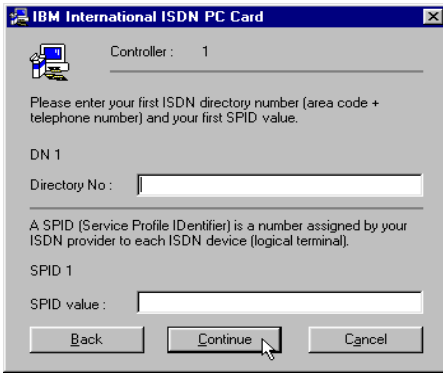 IBM International ISDN PC Card
Controller : 1
Please enter your first ISDN directory number (area code +
telephone number) and your first SPID value.
DN 1
Directory No :
A SPID (Service Profile IDentifier) is a number assigned by your
ISDN provider to each ISDN device (logical terminal).
SPID 1
SPID value :
Back Continue Cancel